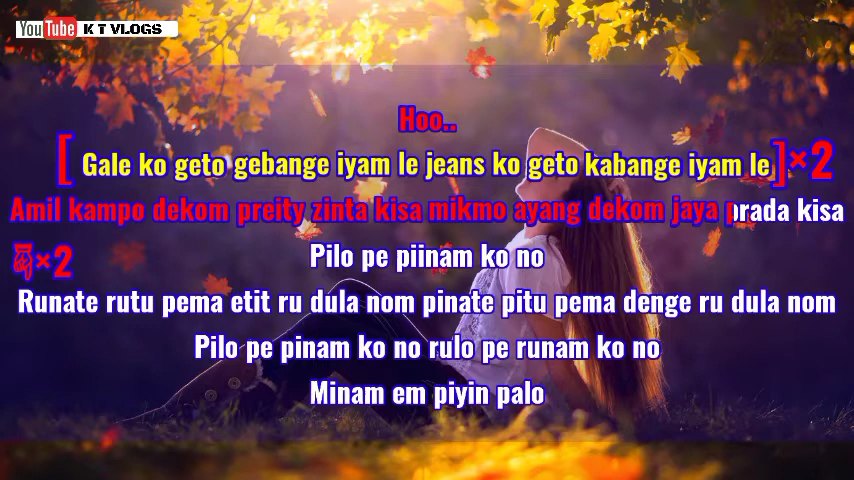 YouTube K T VLOGS
Hoo..
[ Gale ko geto gebange iyam le jeans ko geto kabange iyam le ]×2
Amil kampo dekom preity zinta kisa mikmo ayang dekom jaya prada kisa
×2
Pilo pe piinam ko no
Runate rutu pema etit ru dula nom pinate pitu pema denge ru dula nom
Pilo pe pinam ko no rulo pe runam ko no
Minam em piyin palo